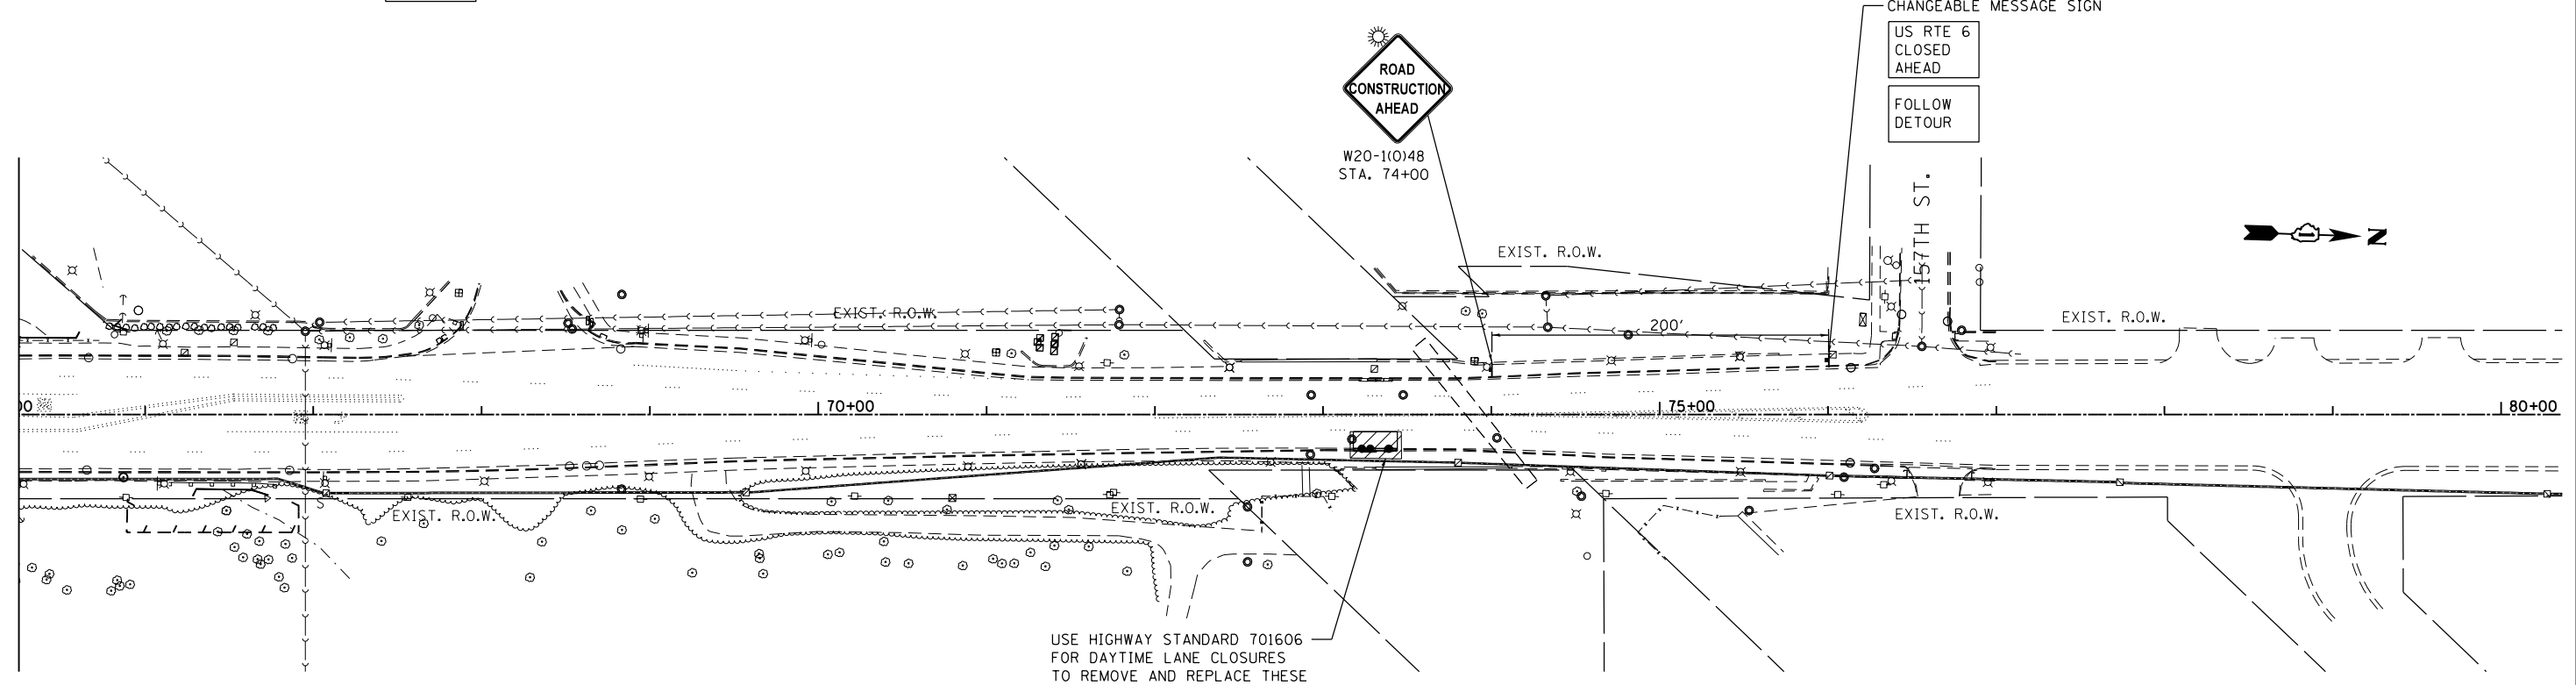 CHANGEABLE MESSAGE SIGN
US RTE 6
CLOSED
AHEAD
FOLLOW
DETOUR
ROAD
CONSTRUCTION
AHEAD
W20-1(O)48
STA. 74+00
157TH ST.
N
EXIST. R.O.W.
EXIST. R.O.W.
EXIST. R.O.W.
200'
00
70+00
75+00
80+00
S
EXIST. R.O.W.
EXIST. R.O.W.
EXIST. R.O.W.
USE HIGHWAY STANDARD 701606
FOR DAYTIME LANE CLOSURES
TO REMOVE AND REPLACE THESE